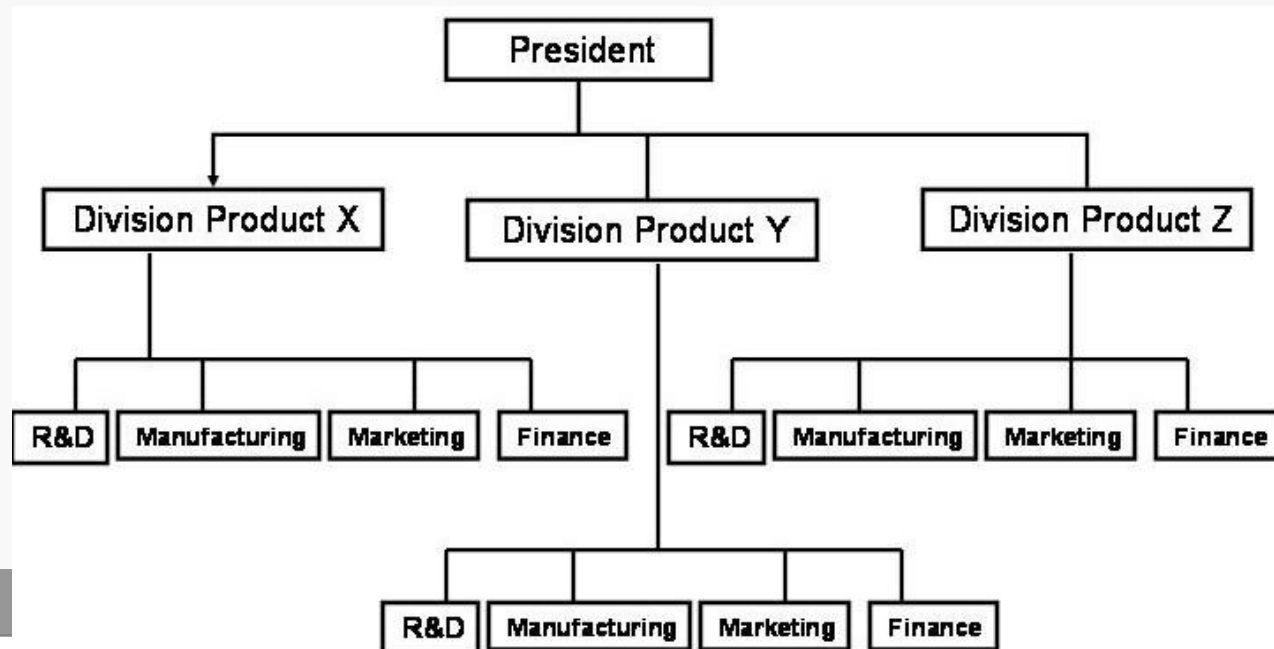 President
Division Product X
Division Product Y
Division Product Z
R&D
Manufacturing
Marketing
Finance
R&D
Manufacturing
Marketing
Finance
R&D
Manufacturing
Marketing
Finance